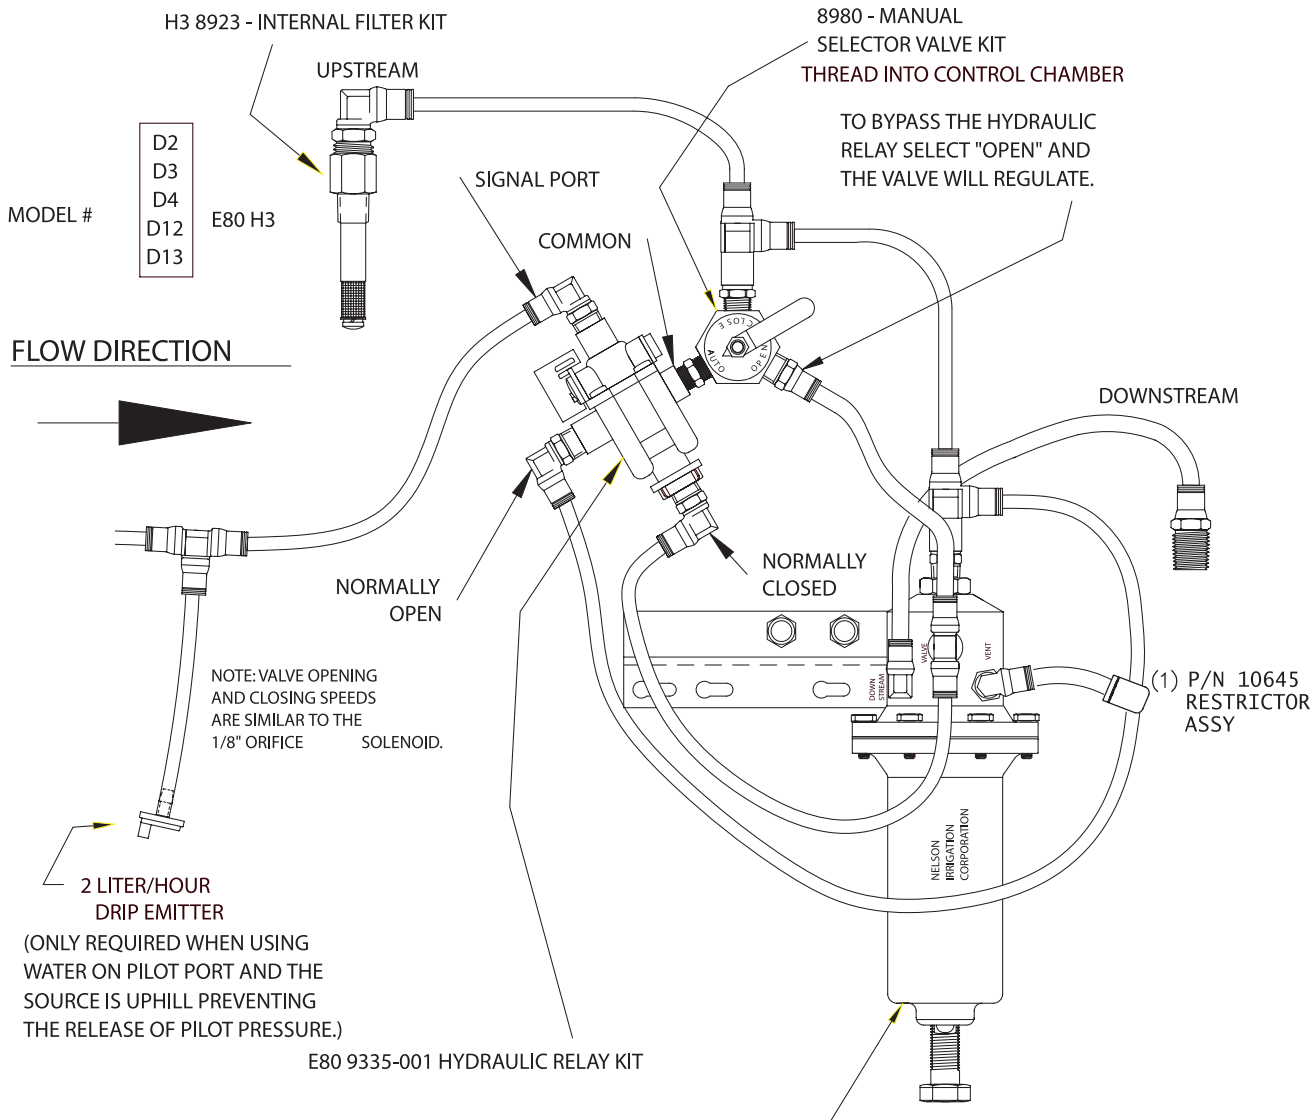 H3 8923 - INTERNAL FILTER KIT
8980 - MANUAL
SELECTOR VALVE KIT
THREAD INTO CONTROL CHAMBER
UPSTREAM
TO BYPASS THE HYDRAULIC
RELAY SELECT "OPEN" AND
THE VALVE WILL REGULATE.
D2
D3
D4
D12
D13
MODEL #
E80 H3
SIGNAL PORT
COMMON
CLOSE
AUTO
OPEN
FLOW DIRECTION
DOWNSTREAM
NORMALLY
OPEN
NORMALLY
CLOSED
NOTE: VALVE OPENING
AND CLOSING SPEEDS
ARE SIMILAR TO THE
1/8" ORIFICE SOLENOID.
DOWN
STREAM
VALVE
VENT
(1) P/N 10645
RESTRICTOR
ASSY
NELSON
IRRIGATION
CORPORATION
2 LITER/HOUR
DRIP EMITTER
(ONLY REQUIRED WHEN USING
WATER ON PILOT PORT AND THE
SOURCE IS UPHILL PREVENTING
THE RELEASE OF PILOT PRESSURE.)
E80 9335-001 HYDRAULIC RELAY KIT